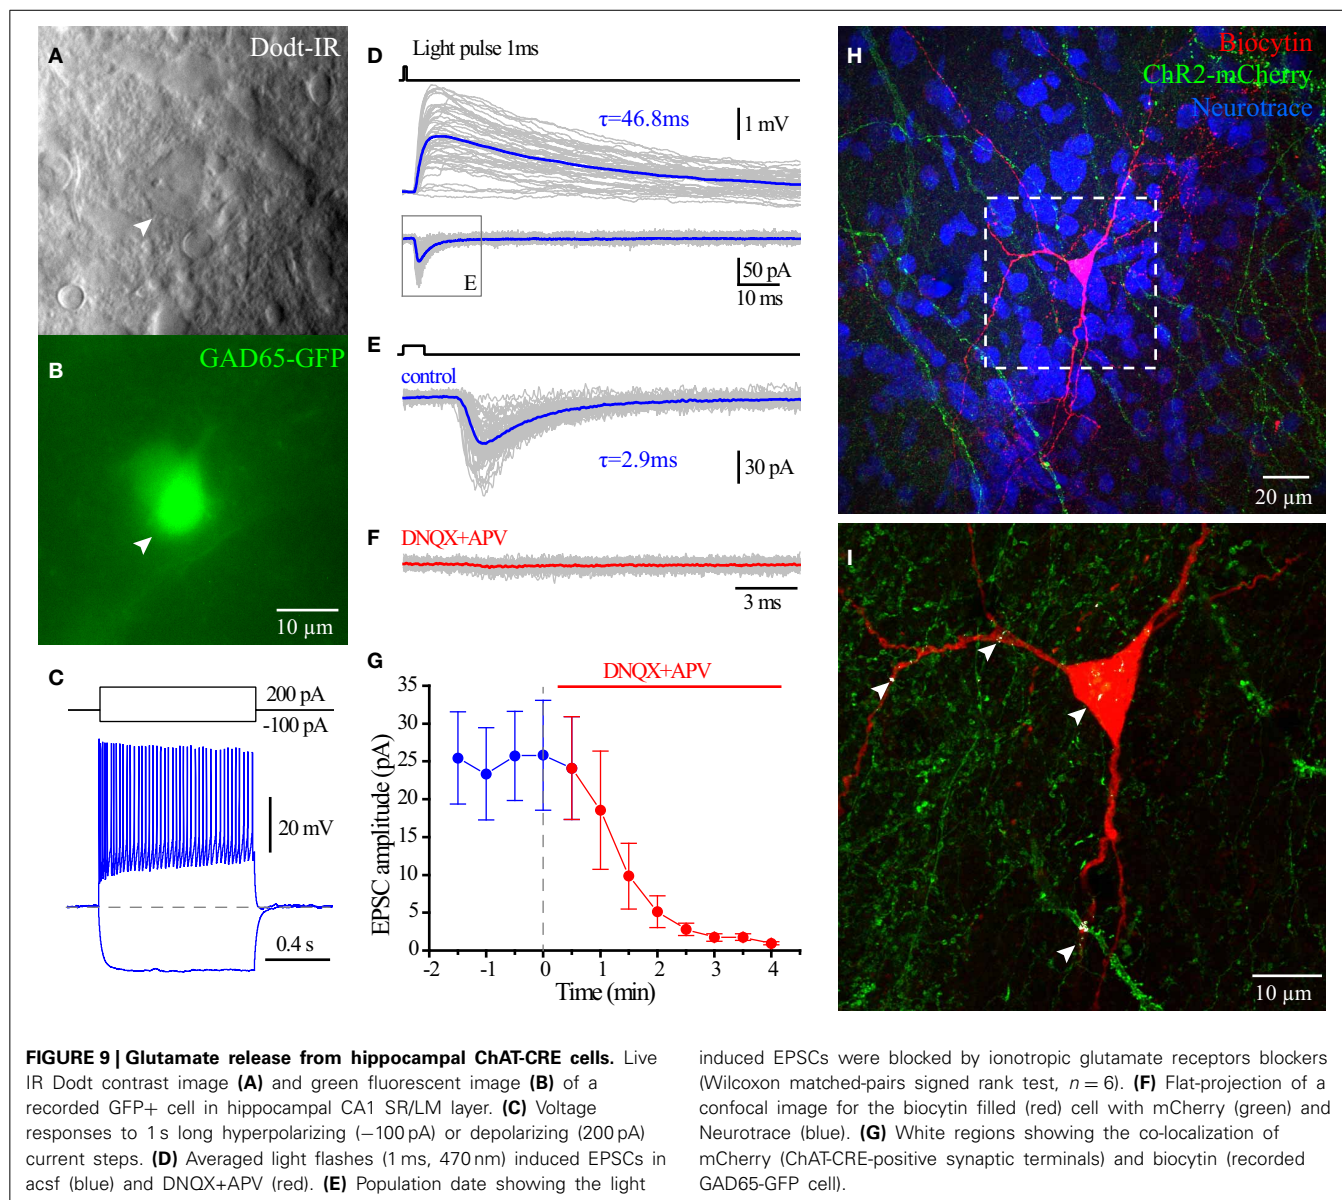 A
Dodt-IR
B
GAD65-GFP
10 µm
C
200 pA
-100 pA
20 mV
0.4 s
D
Light pulse 1ms
τ=46.8ms
1 mV
50 pA
10 ms
E
E
control
τ=2.9ms
30 pA
F
DNQX+APV
3 ms
G
DNQX+APV
EPSC amplitude (pA)
35
30
25
20
15
10
5
0
-2 -1 0 1 2 3 4
Time (min)
H
Biocytin
ChR2-mCherry
Neurotrace
20 µm
I
10 µm
FIGURE 9 | Glutamate release from hippocampal ChAT-CRE cells. Live
IR Dodt contrast image (A) and green fluorescent image (B) of a
recorded GFP+ cell in hippocampal CA1 SR/LM layer. (C) Voltage
responses to 1 s long hyperpolarizing (−100 pA) or depolarizing (200 pA)
current steps. (D) Averaged light flashes (1 ms, 470 nm) induced EPSCs in
acsf (blue) and DNQX+APV (red). (E) Population date showing the light
induced EPSCs were blocked by ionotropic glutamate receptors blockers
(Wilcoxon matched-pairs signed rank test, n = 6). (F) Flat-projection of a
confocal image for the biocytin filled (red) cell with mCherry (green) and
Neurotrace (blue). (G) White regions showing the co-localization of
mCherry (ChAT-CRE-positive synaptic terminals) and biocytin (recorded
GAD65-GFP cell).